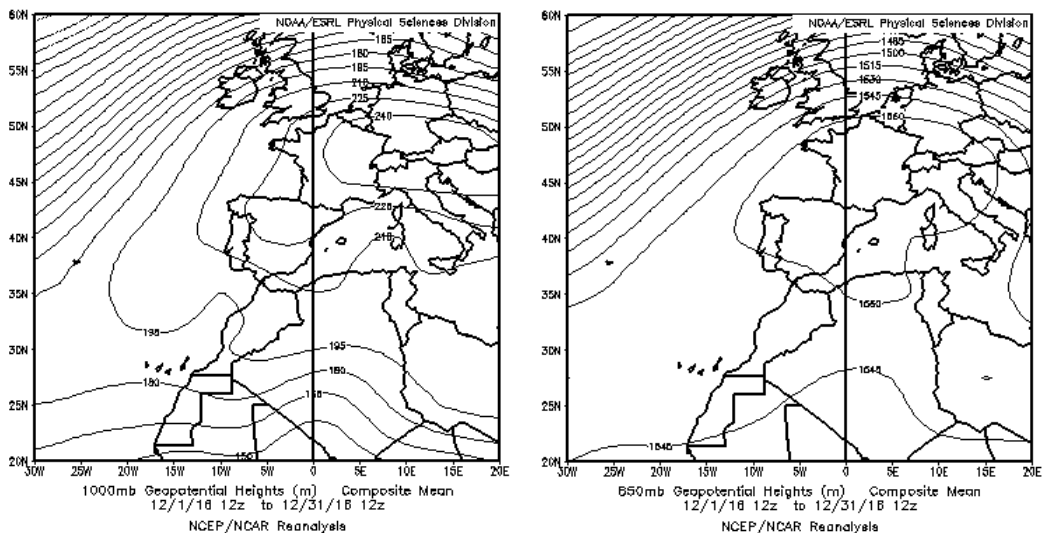 60N
NOAA/ESRL Physical Sciences Division
185
180
55N
195
210
225
50N
240
45N
225
40N
210
35N
195
30N
195
180
180
25N
20N
30W 25W 20W 15W 10W 5W 0 5E 10E 15E 20E
1000mb Geopotential Heights (m) Composite Mean
12/1/16 12z to 12/31/16 12z
NCEP/NCAR Reanalysis
60N
NOAA/ESRL Physical Sciences Division
1485
1500
55N
1515
1530
1545
50N
1560
45N
40N
35N
1560
30N
1545
25N
1545
20N
30W 25W 20W 15W 10W 5W 0 5E 10E 15E 20E
850mb Geopotential Heights (m) Composite Mean
12/1/16 12z to 12/31/16 12z
NCEP/NCAR Reanalysis